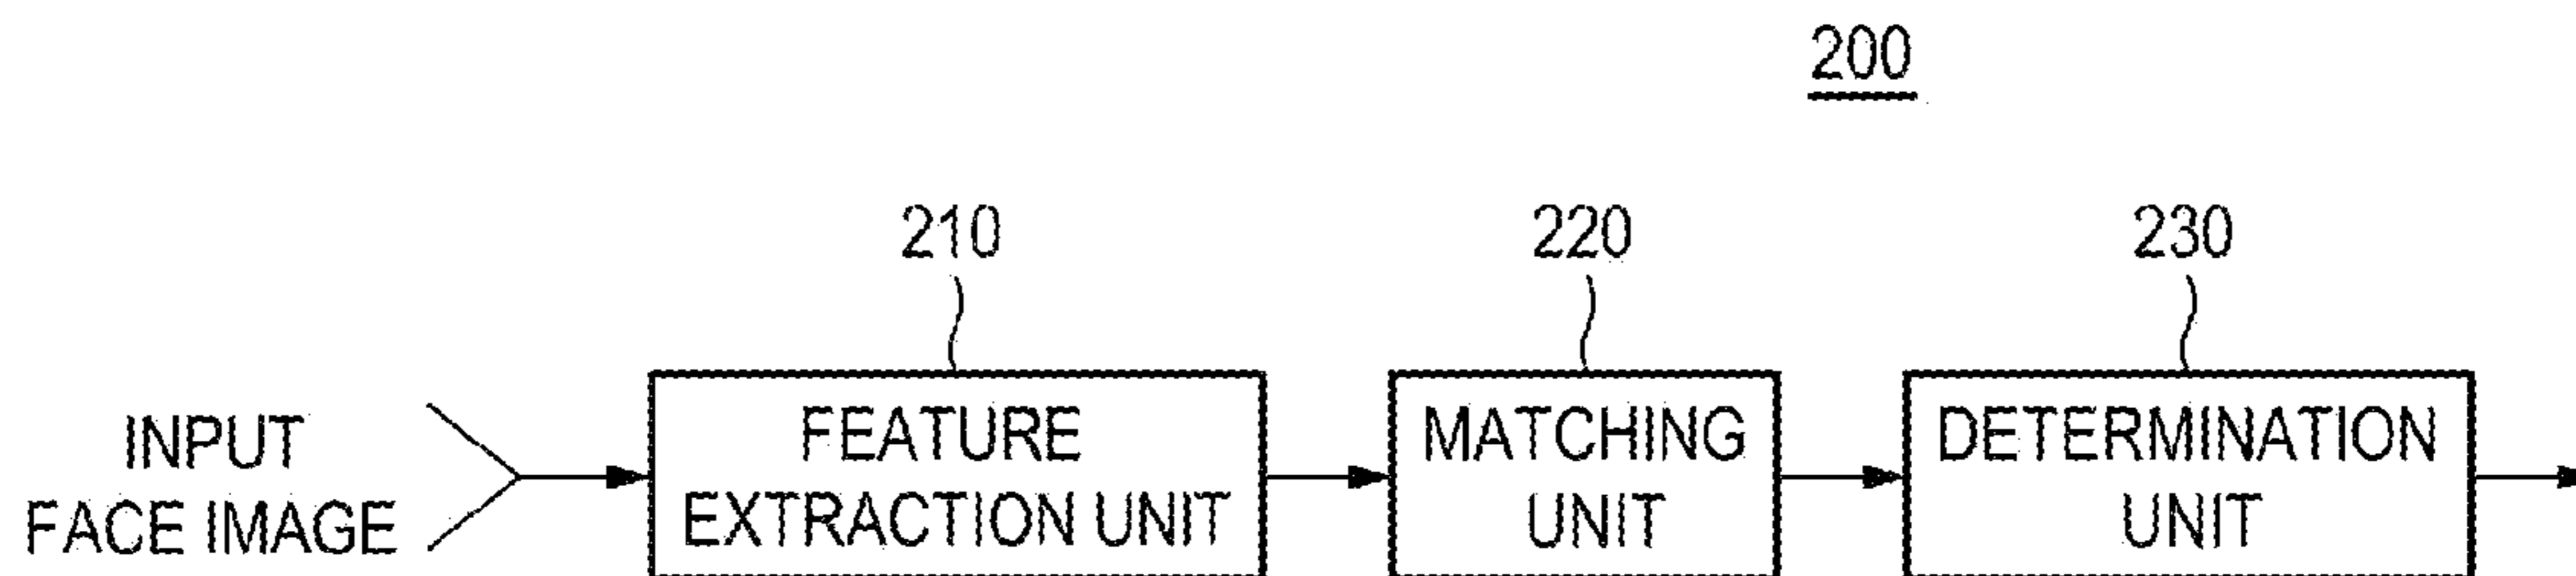 200
210
220
230
INPUT
FACE IMAGE
FEATURE
EXTRACTION UNIT
MATCHING
UNIT
DETERMINATION
UNIT